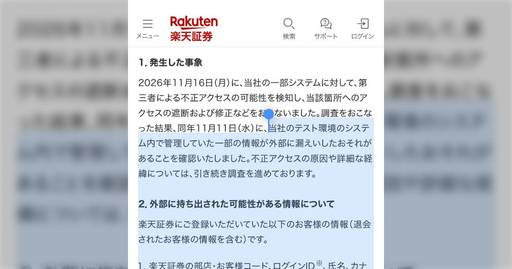 Rakuten
楽天証券
メニュー
検索
サポート
ログイン
1. 発生した事象
2026年11月16日(月)に、当社の一部システムに対して、第
三者による不正アクセスの可能性を検知し、当該箇所へのア
クセスの遮断および修正などをおこないました。調査をおこな
った結果、同年11月11日(水)に、当社のテスト環境のシステ
ム内で管理していた一部の情報が外部に漏えいしたおそれが
あることを確認いたしました。不正アクセスの原因や詳細な経
緯については、引き続き調査を進めております。
2. 外部に持ち出された可能性がある情報について
楽天証券にご登録いただいていた以下のお客様の情報(退会
されたお客様の情報を含む)です。
1. 楽天証券の部店・お客様コード、ログインID※、氏名、カナ